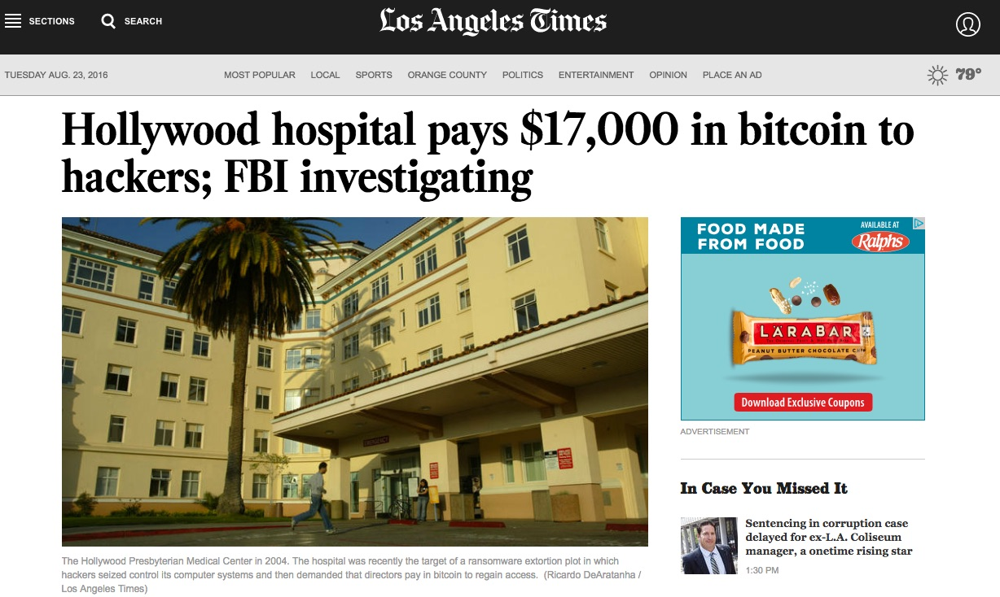 SECTIONS SEARCH Los Angeles Times
TUESDAY AUG. 23, 2016 MOST POPULAR LOCAL SPORTS ORANGE COUNTY POLITICS ENTERTAINMENT OPINION PLACE AN AD 79°
Hollywood hospital pays $17,000 in bitcoin to
hackers; FBI investigating
EMERGENCY
The Hollywood Presbyterian Medical Center in 2004. The hospital was recently the target of a ransomware extortion plot in which
hackers seized control its computer systems and then demanded that directors pay in bitcoin to regain access. (Ricardo DeAratanha /
Los Angeles Times)
FOOD MADE
FROM FOOD
AVAILABLE AT
Ralphs
LÄRABAR
PEANUT BUTTER CHOCOLATE
Download Exclusive Coupons
ADVERTISEMENT
In Case You Missed It
Sentencing in corruption case
delayed for ex-L.A. Coliseum
manager, a onetime rising star
1:30 PM